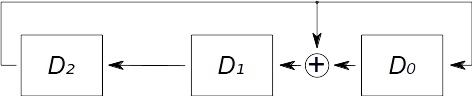 D₂ D₁ + D₀